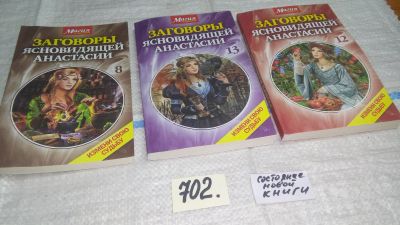 Магия
ЗАГОВОРЫ
ЯСНОВИДЯЩЕЙ
АНАСТАСИИ
8
ИЗМЕНИ СВОЮ
СУДЬБУ
Магия
ЗАГОВОРЫ
ЯСНОВИДЯЩЕЙ
АНАСТАСИИ
13
ИЗМЕНИ СВОЮ
СУДЬБУ
Магия
ЗАГОВОРЫ
ЯСНОВИДЯЩЕЙ
АНАСТАСИИ
12
ИЗМЕНИ СВОЮ
СУДЬБУ
702.
состояние
новой
книги